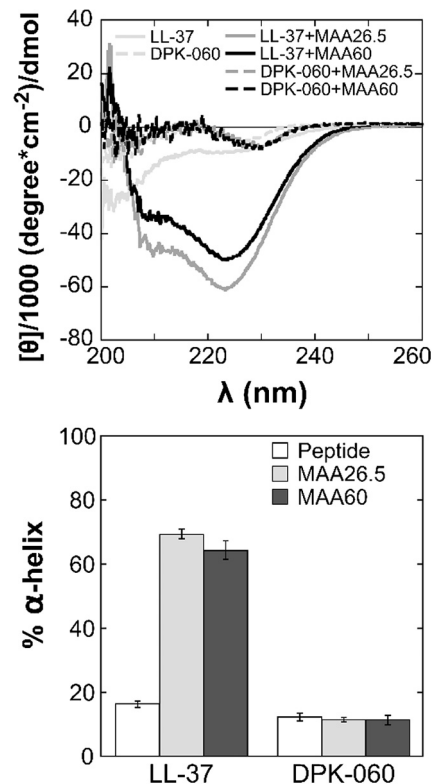 40
20
0
-20
-40
-60
-80
[θ]/1000 (degree*cm⁻²)/dmol
LL-37
DPK-060
LL-37+MAA26.5
LL-37+MAA60
DPK-060+MAA26.5
DPK-060+MAA60
200 220 240 260
λ (nm)
100
80
60
40
20
0
% α-helix
Peptide
MAA26.5
MAA60
LL-37 DPK-060